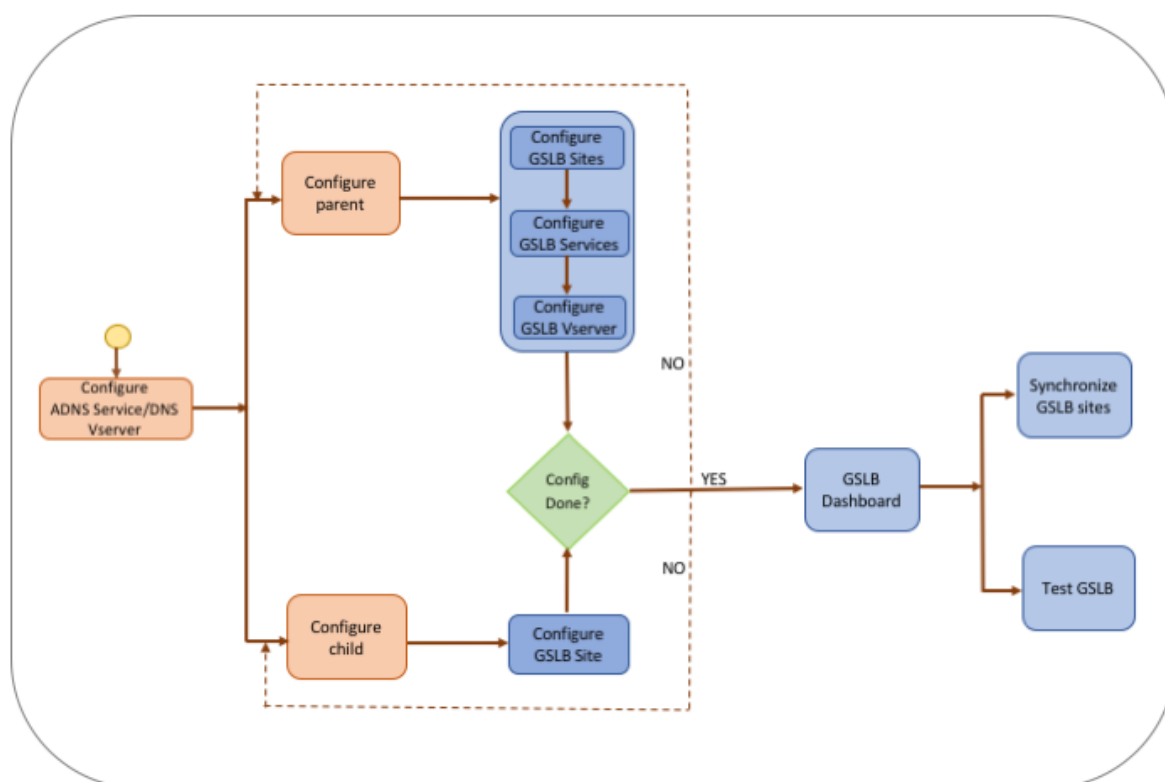 Configure
GSLB Sites
Configure
parent
Configure
GSLB Services
Configure
GSLB Vserver
NO
Configure
ADNS Service/DNS
Vserver
Synchronize
GSLB sites
Config
Done?
YES
GSLB
Dashboard
NO
Test GSLB
Configure
child
Configure
GSLB Site